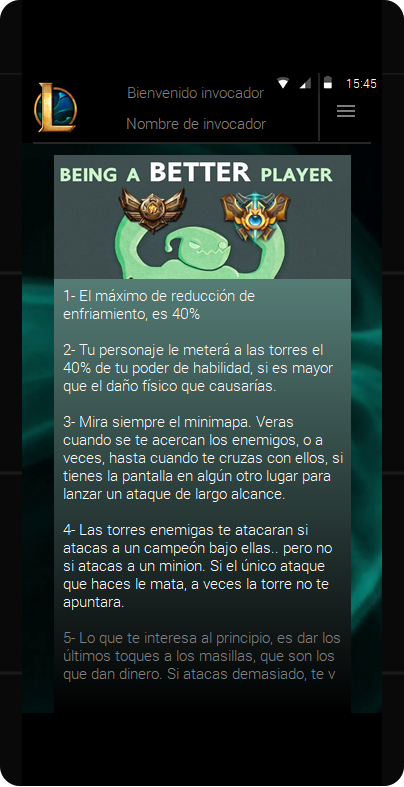 15:45
Bienvenido invocador
Nombre de invocador
BEING A BETTER PLAYER
1- El máximo de reducción de
enfriamiento, es 40%
2- Tu personaje le meterá a las torres el
40% de tu poder de habilidad, si es mayor
que el daño físico que causarías.
3- Mira siempre el minimapa. Veras
cuando se te acercan los enemigos, o a
veces, hasta cuando te cruzas con ellos, si
tienes la pantalla en algún otro lugar para
lanzar un ataque de largo alcance.
4- Las torres enemigas te atacaran si
atacas a un campeón bajo ellas.. pero no
si atacas a un minion. Si el único ataque
que haces le mata, a veces la torre no te
apuntara.
5- Lo que te interesa al principio, es dar los
últimos toques a los masillas, que son los
que dan dinero. Si atacas demasiado, te v